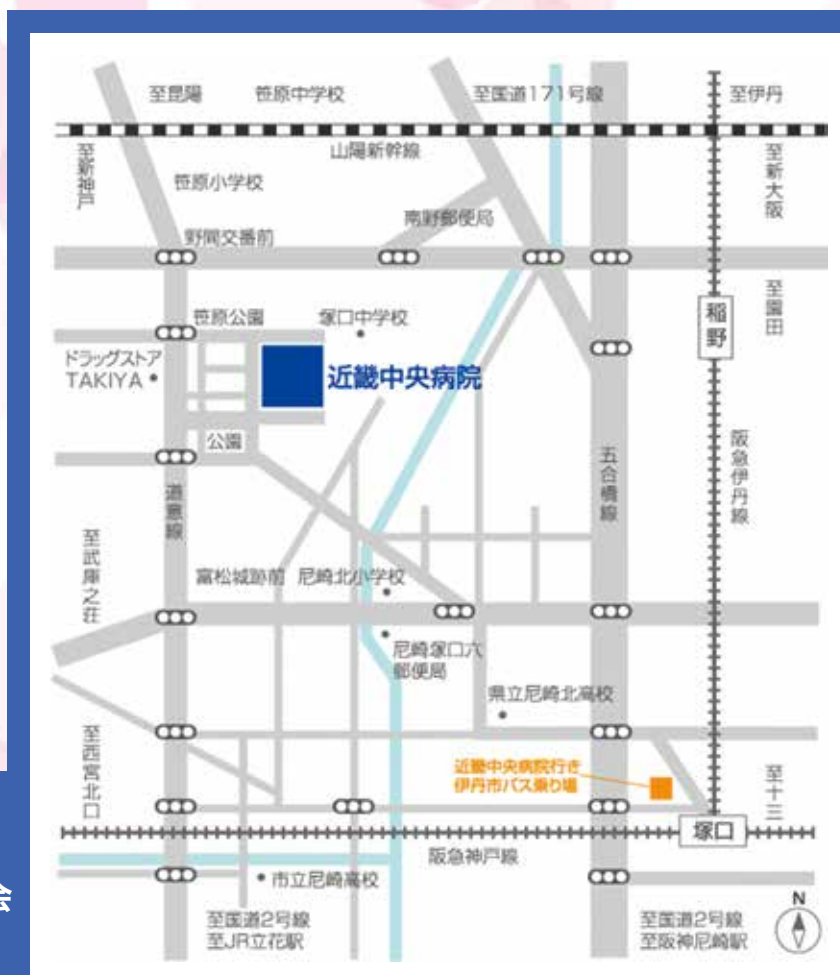 至昆陽
笹原中学校
至国道171号線
至伊丹
至新神戸
山陽新幹線
至新大阪
笹原小学校
南野郵便局
野間交番前
至園田
稲野
笹原公園
塚口中学校
ドラッグストア
TAKIYA
近畿中央病院
公園
道意線
五合橋線
阪急伊丹線
至武庫之荘
富松城跡前
尼崎北小学校
尼崎塚口六
郵便局
県立尼崎北高校
至西宮北口
近畿中央病院行き
伊丹市バス乗り場
至十三
塚口
阪急神戸線
市立尼崎高校
至国道2号線
至JR立花駅
至国道2号線
至阪神尼崎駅
N
会